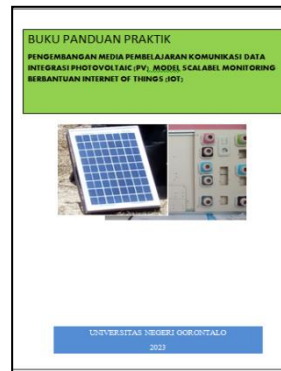 BUKU PANDUAN PRAKTIK
PENGEMBANGAN MEDIA PEMBELAJARAN KOMUNIKASI DATA
INTEGRASI PHOTOVOLTAIC (PV) MODEL SCALABEL MONITORING
BERBANTUAN INTERNET OF THINGS (IOT)
UNIVERSITAS NEGERI GORONTALO
2023